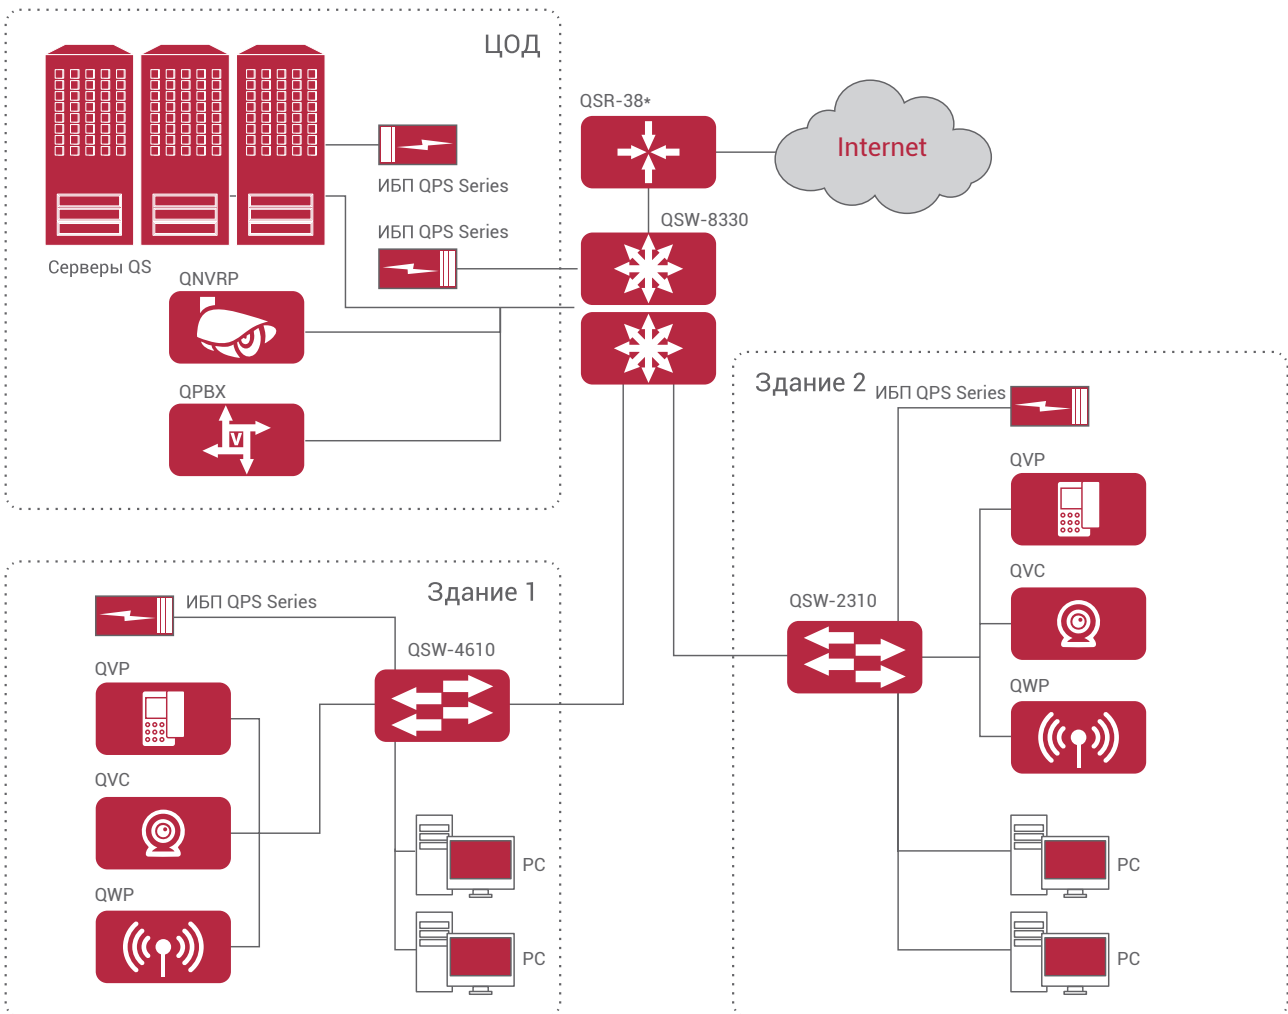 ЦОД
ИБП QPS Series
ИБП QPS Series
Серверы QS
QNVRP
QPBX
V
QSR-38*
Internet
QSW-8330
Здание 2
ИБП QPS Series
QVP
QVC
QSW-2310
QWP
PC
PC
Здание 1
ИБП QPS Series
QSW-4610
QVP
QVC
QWP
PC
PC